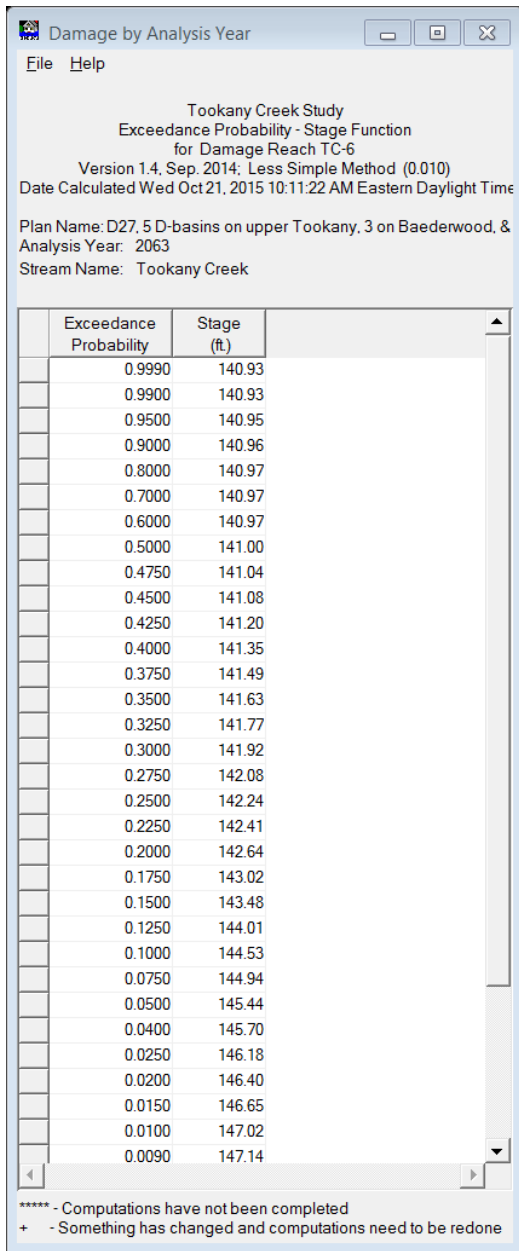 Damage by Analysis Year
File Help
Tookany Creek Study
Exceedance Probability - Stage Function
for Damage Reach TC-6
Version 1.4, Sep. 2014; Less Simple Method (0.010)
Date Calculated Wed Oct 21, 2015 10:11:22 AM Eastern Daylight Time
Plan Name: D27, 5 D-basins on upper Tookany, 3 on Baederwood, &
Analysis Year: 2063
Stream Name: Tookany Creek
Exceedance Stage
Probability (ft.)
0.9990 140.93
0.9900 140.93
0.9500 140.95
0.9000 140.96
0.8000 140.97
0.7000 140.97
0.6000 140.97
0.5000 141.00
0.4750 141.04
0.4500 141.08
0.4250 141.20
0.4000 141.35
0.3750 141.49
0.3500 141.63
0.3250 141.77
0.3000 141.92
0.2750 142.08
0.2500 142.24
0.2250 142.41
0.2000 142.64
0.1750 143.02
0.1500 143.48
0.1250 144.01
0.1000 144.53
0.0750 144.94
0.0500 145.44
0.0400 145.70
0.0250 146.18
0.0200 146.40
0.0150 146.65
0.0100 147.02
0.0090 147.14
***** - Computations have not been completed
+ - Something has changed and computations need to be redone